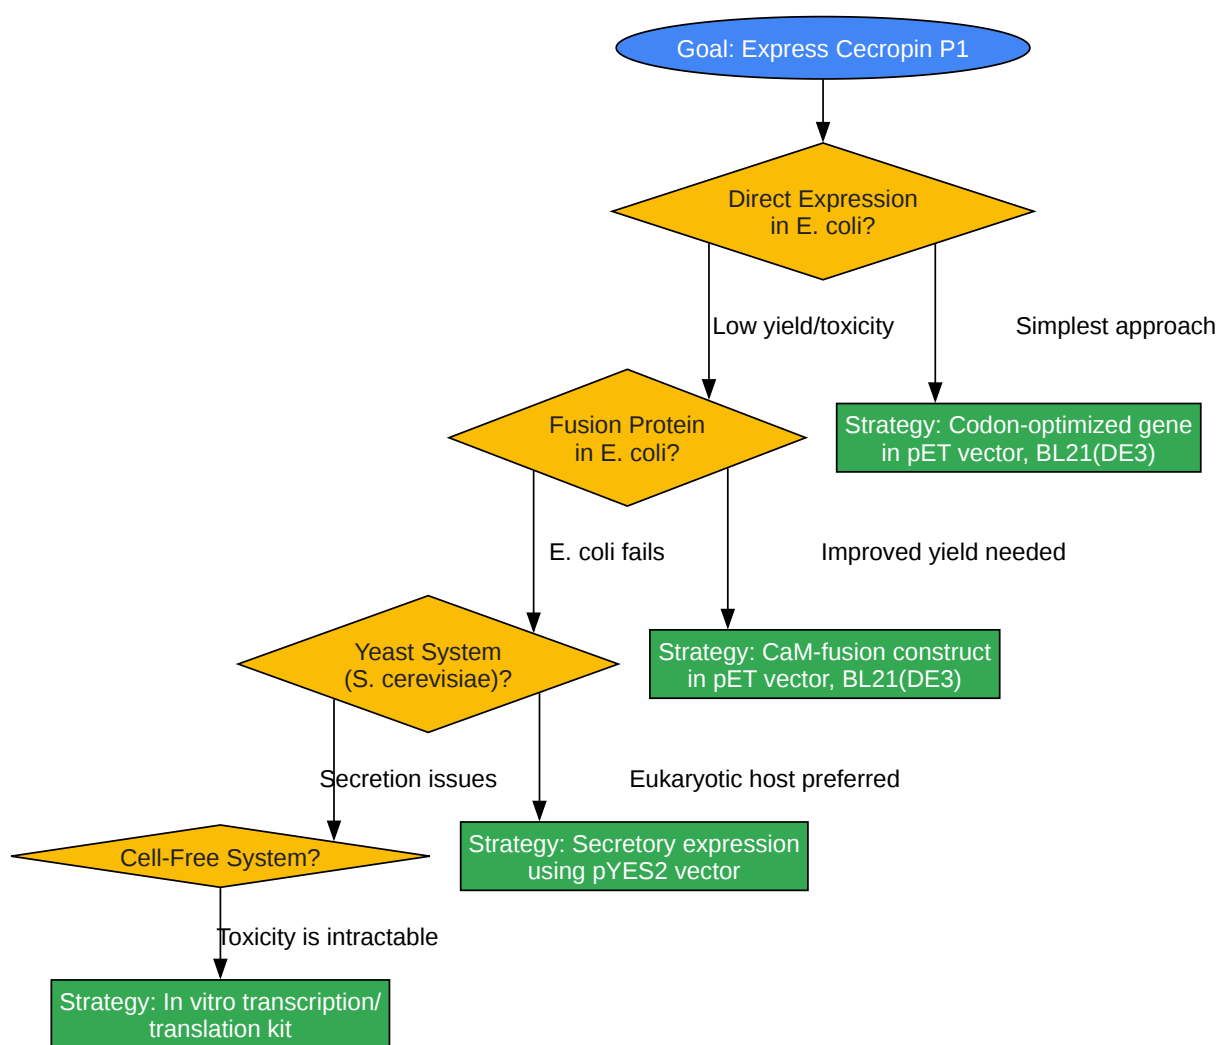 Goal: Express Cecropin P1
Direct Expression
in E. coli?
Low yield/toxicity
Simplest approach
Fusion Protein
in E. coli?
Strategy: Codon-optimized gene
in pET vector, BL21(DE3)
E. coli fails
Improved yield needed
Yeast System
(S. cerevisiae)?
Strategy: CaM-fusion construct
in pET vector, BL21(DE3)
Secretion issues
Eukaryotic host preferred
Cell-Free System?
Strategy: Secretory expression
using pYES2 vector
Toxicity is intractable
Strategy: In vitro transcription/
translation kit